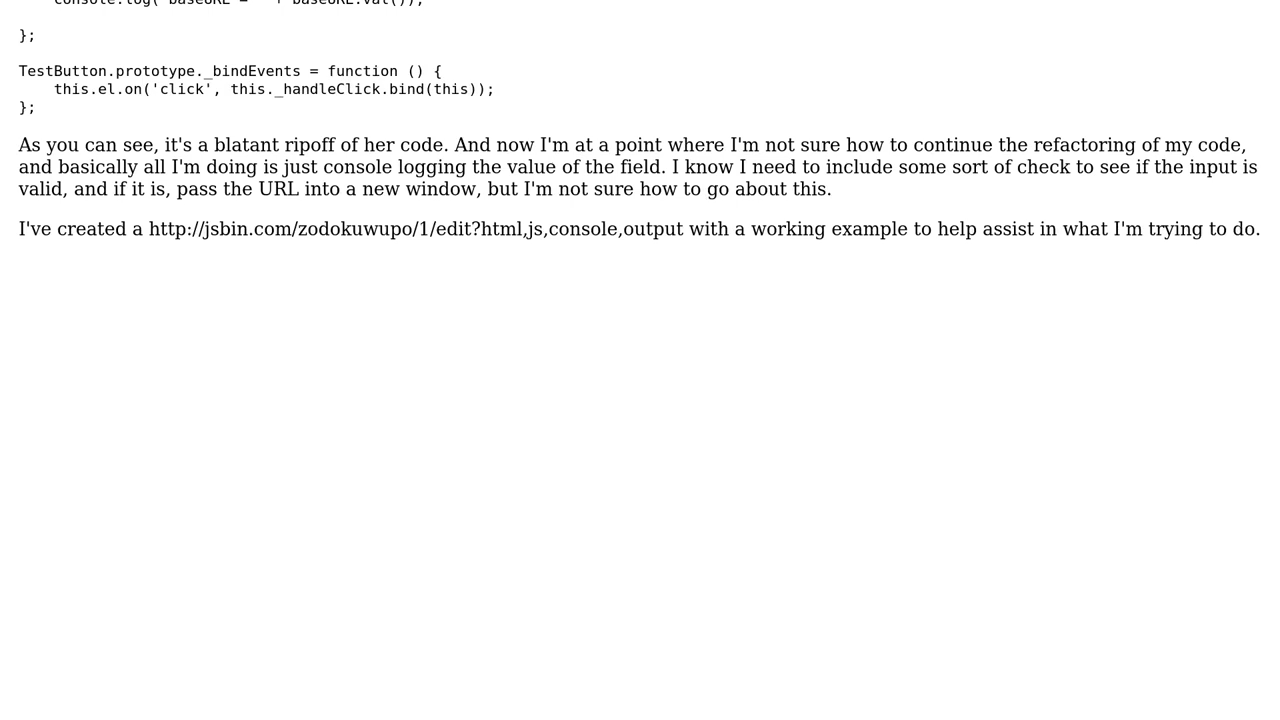 console.log("baseURL = " + baseURL.val());
};
TestButton.prototype._bindEvents = function () {
this.el.on('click', this._handleClick.bind(this));
};
As you can see, it's a blatant ripoff of her code. And now I'm at a point where I'm not sure how to continue the refactoring of my code,
and basically all I'm doing is just console logging the value of the field. I know I need to include some sort of check to see if the input is
valid, and if it is, pass the URL into a new window, but I'm not sure how to go about this.
I've created a http://jsbin.com/zodokuwupo/1/edit?html,js,console,output with a working example to help assist in what I'm trying to do.